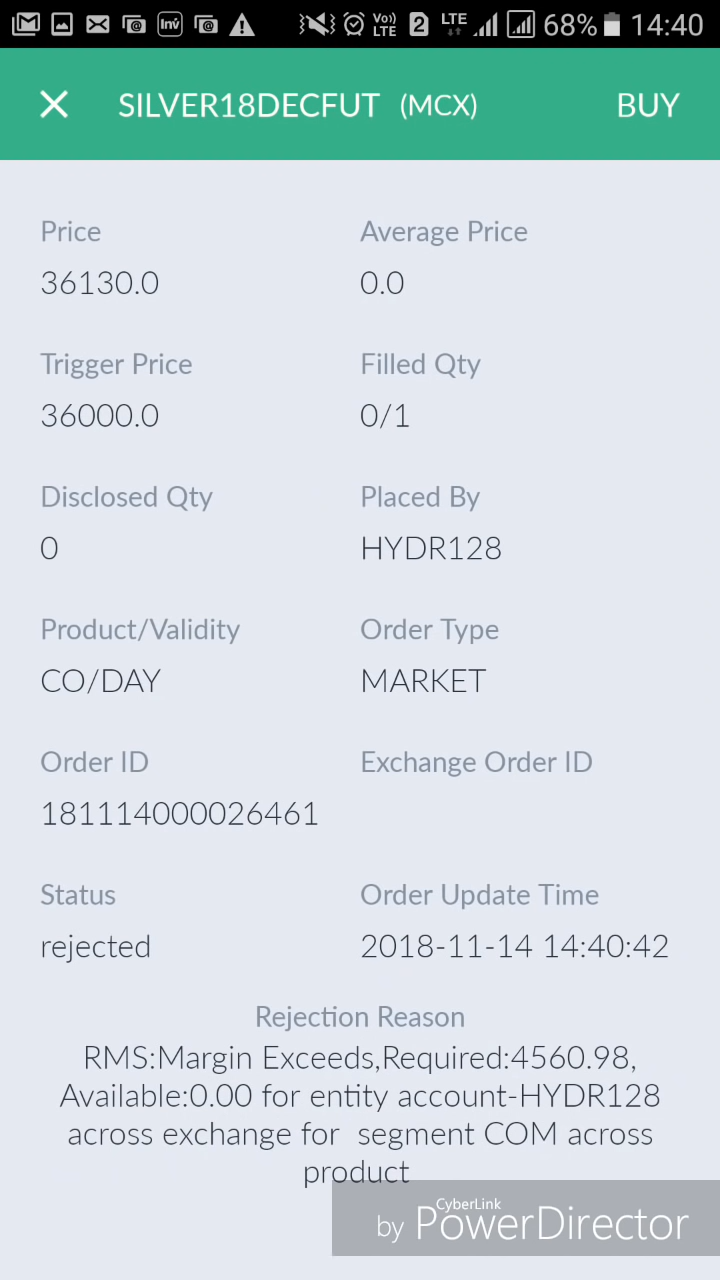 Inv
Vo))
LTE
2
LTE
68%
14:40
SILVER18DECFUT (MCX) BUY
Price Average Price
36130.0 0.0
Trigger Price Filled Qty
36000.0 0/1
Disclosed Qty Placed By
0 HYDR128
Product/Validity Order Type
CO/DAY MARKET
Order ID Exchange Order ID
181114000026461
Status Order Update Time
rejected 2018-11-14 14:40:42
Rejection Reason
RMS:Margin Exceeds,Required:4560.98,
Available:0.00 for entity account-HYDR128
across exchange for segment COM across
product
CyberLink
by PowerDirector